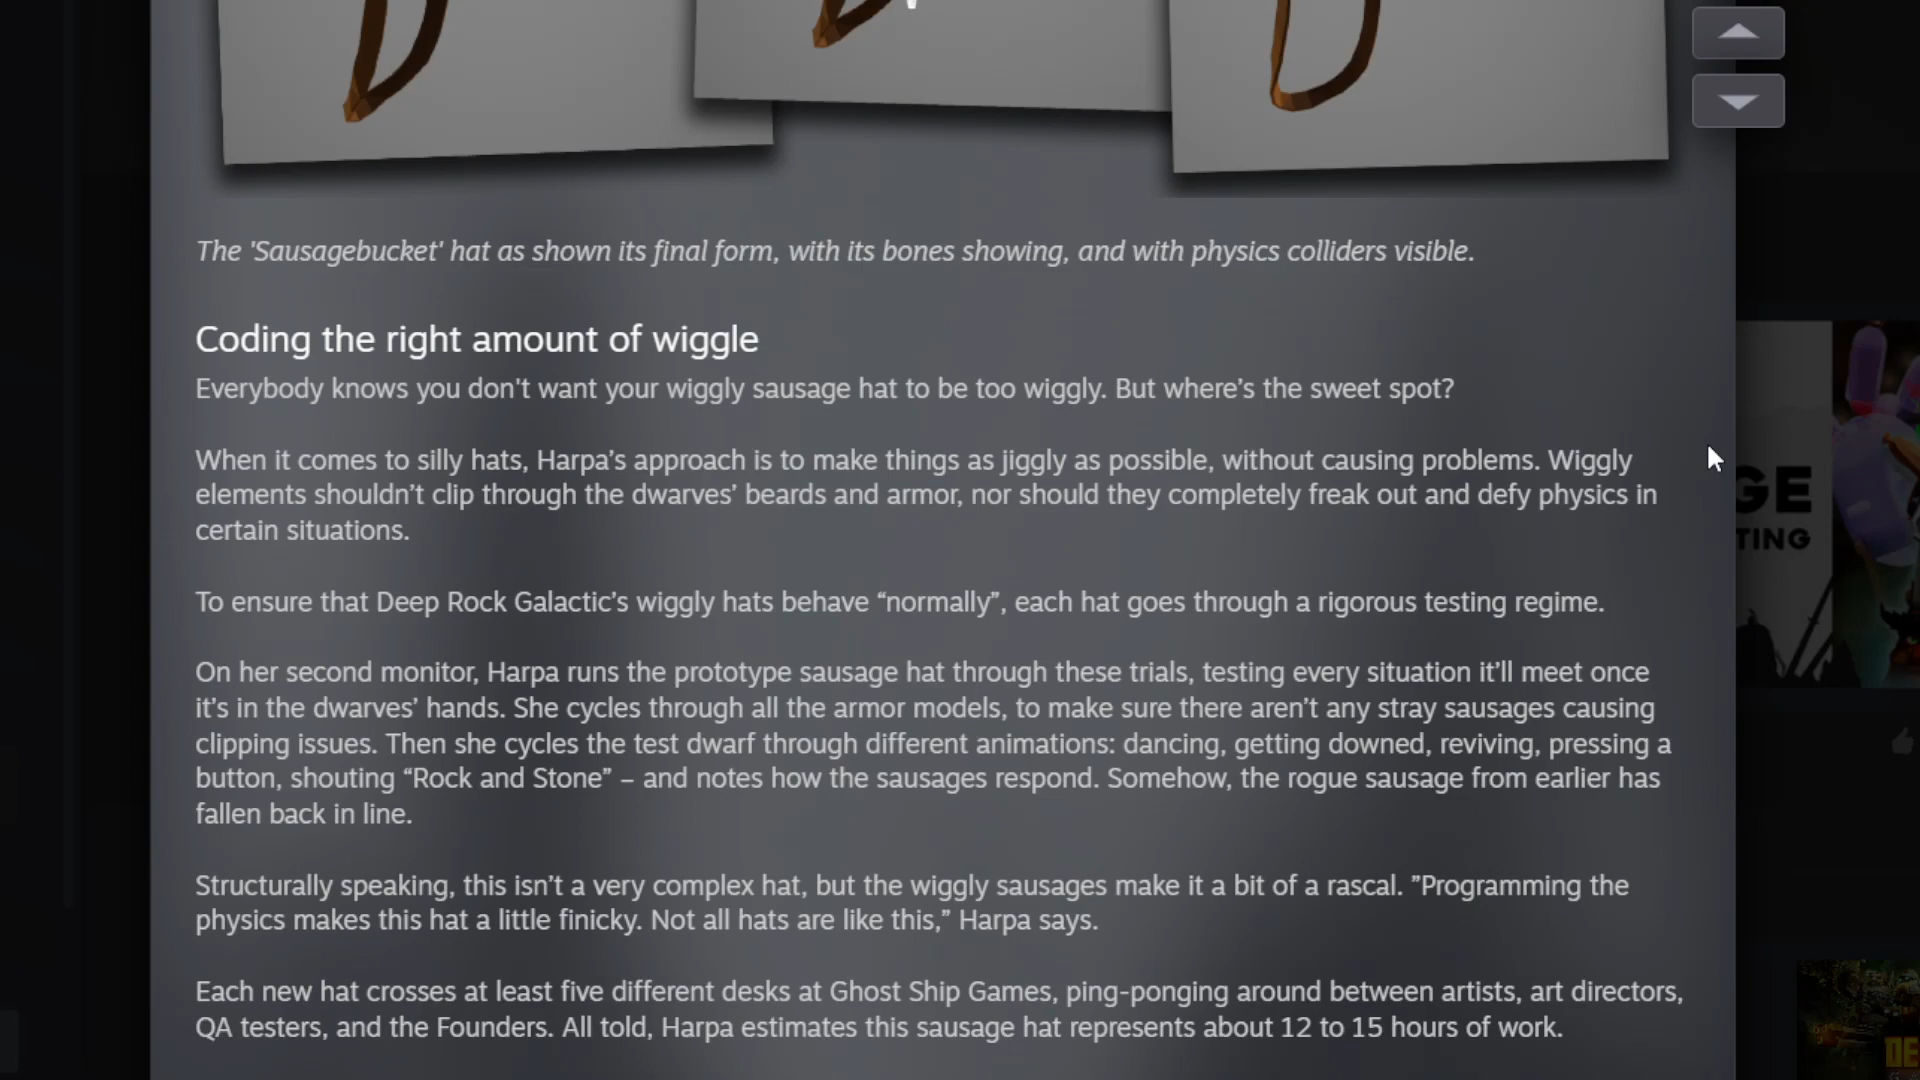 The 'Sausagebucket' hat as shown its final form, with its bones showing, and with physics colliders visible.
Coding the right amount of wiggle
Everybody knows you don't want your wiggly sausage hat to be too wiggly. But where’s the sweet spot?
When it comes to silly hats, Harpa’s approach is to make things as jiggly as possible, without causing problems. Wiggly
elements shouldn’t clip through the dwarves’ beards and armor, nor should they completely freak out and defy physics in
certain situations.
To ensure that Deep Rock Galactic’s wiggly hats behave “normally”, each hat goes through a rigorous testing regime.
On her second monitor, Harpa runs the prototype sausage hat through these trials, testing every situation it’ll meet once
it’s in the dwarves’ hands. She cycles through all the armor models, to make sure there aren’t any stray sausages causing
clipping issues. Then she cycles the test dwarf through different animations: dancing, getting downed, reviving, pressing a
button, shouting “Rock and Stone” – and notes how the sausages respond. Somehow, the rogue sausage from earlier has
fallen back in line.
Structurally speaking, this isn’t a very complex hat, but the wiggly sausages make it a bit of a rascal. ”Programming the
physics makes this hat a little finicky. Not all hats are like this,” Harpa says.
Each new hat crosses at least five different desks at Ghost Ship Games, ping-ponging around between artists, art directors,
QA testers, and the Founders. All told, Harpa estimates this sausage hat represents about 12 to 15 hours of work.
GE
TING
DE